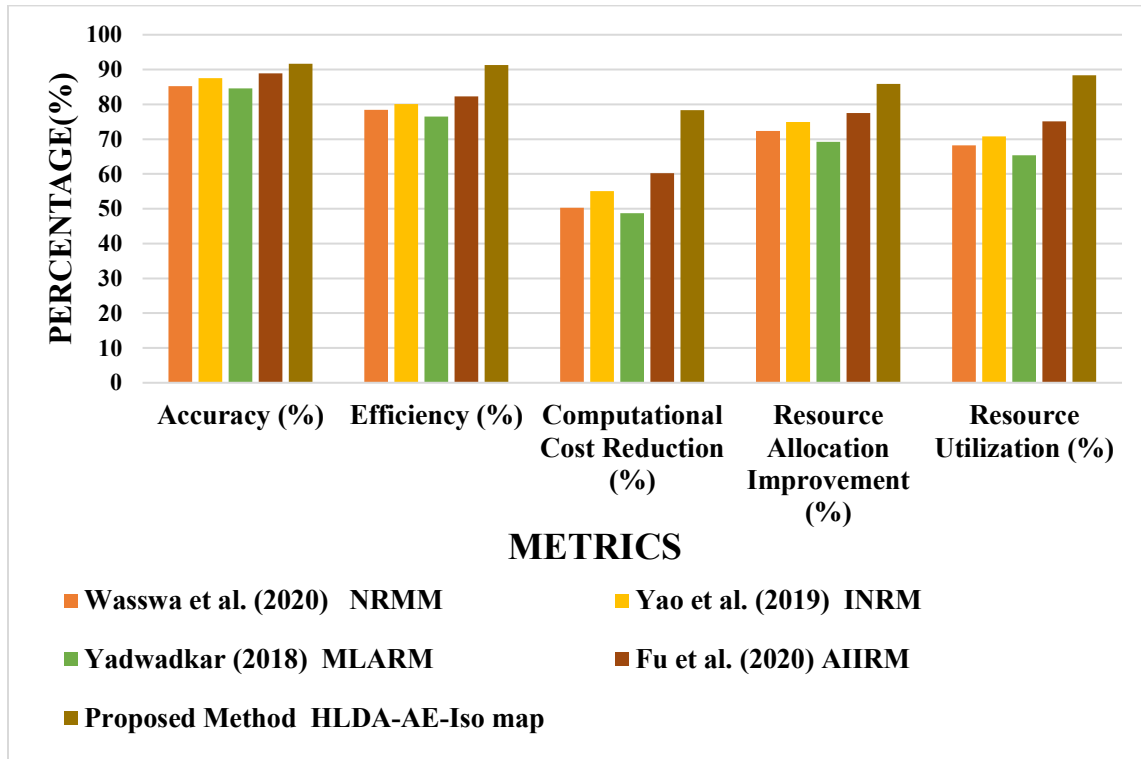 PERCENTAGE(%)
100
90
80
70
60
50
40
30
20
10
0
Accuracy (%)
Efficiency (%)
Computational
Cost Reduction
(%)
Resource
Allocation
Improvement
(%)
Resource
Utilization (%)
METRICS
Wasswa et al. (2020) NRMM
Yao et al. (2019) INRM
Yadwadkar (2018) MLARM
Fu et al. (2020) AIIRM
Proposed Method HLDA-AE-Iso map